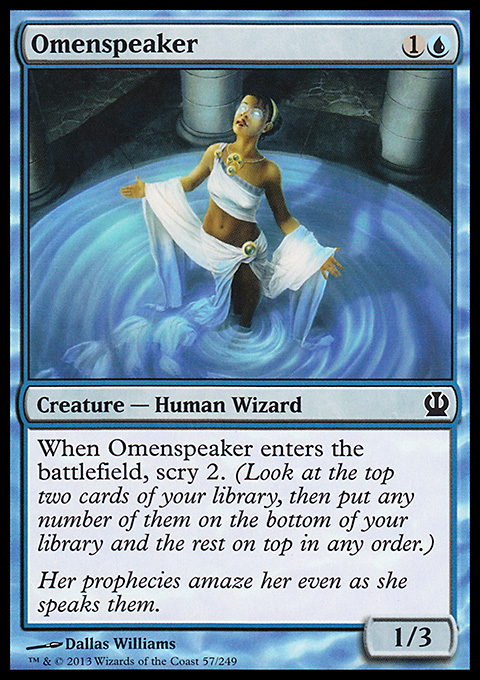 Omenspeaker 1
Creature — Human Wizard
When Omenspeaker enters the
battlefield, scry 2. (Look at the top
two cards of your library, then put any
number of them on the bottom of your
library and the rest on top in any order.)
Her prophecies amaze her even as she
speaks them.
1/3
Dallas Williams
™ & © 2013 Wizards of the Coast 57/249